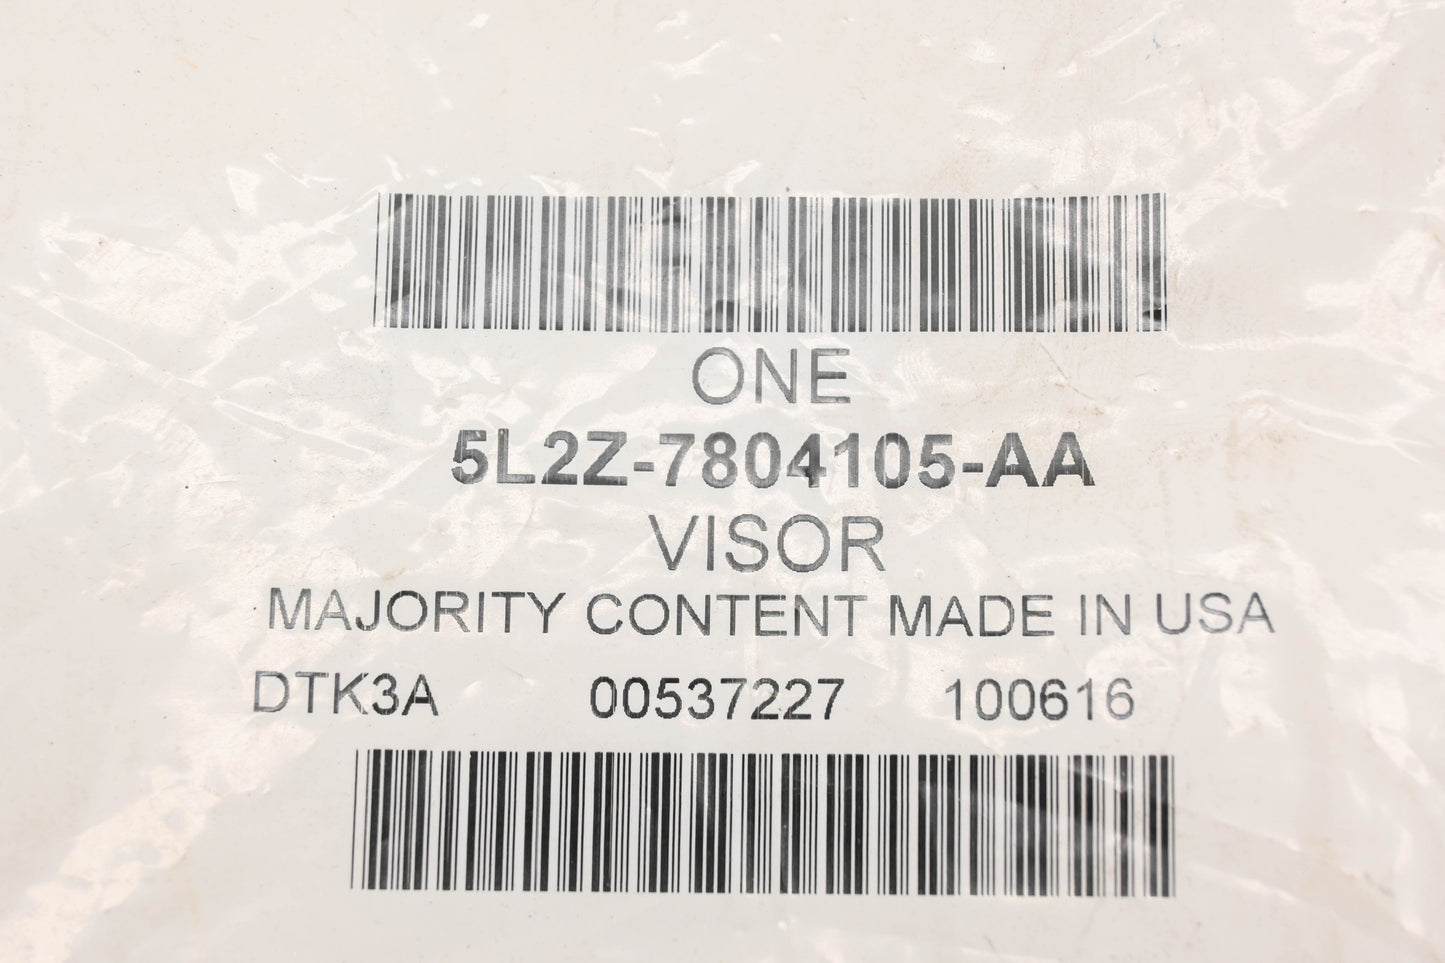 ONE
5L2Z-7804105-AA
VISOR
MAJORITY CONTENT MADE IN USA
DTK3A 00537227 100616